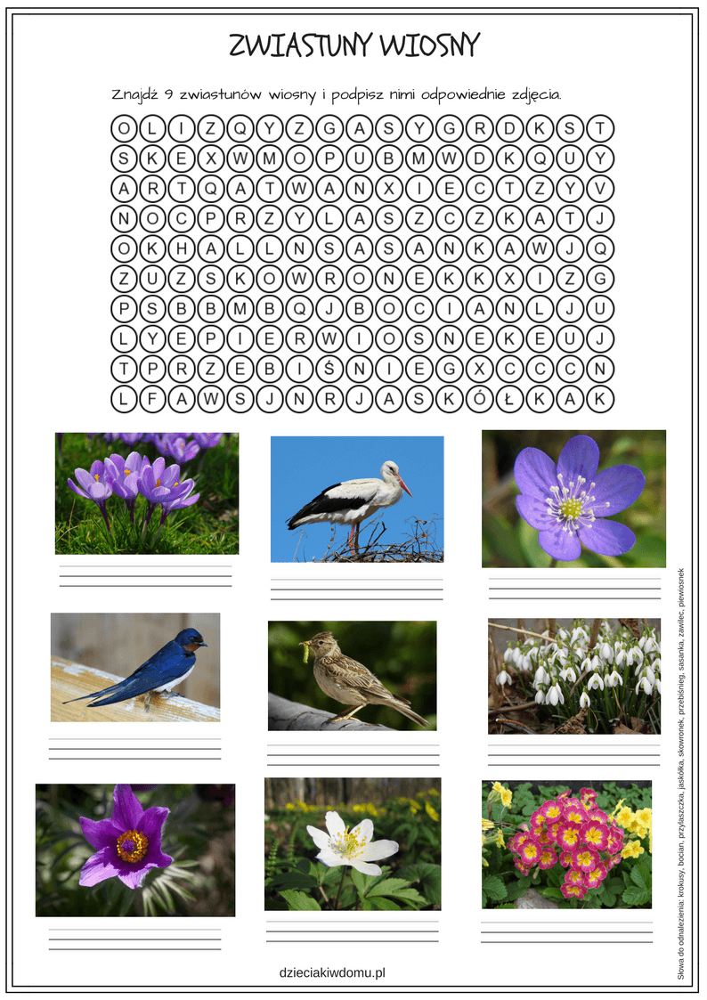 ZWIASTUNY WIOSNY
Znajdź 9 zwiastunów wiosny i podpisz nimi odpowiednie zdjęcia.
O L I Z Q Y Z G A S Y G R D K S T
S K E X W M O P U B M W D K Q U Y
A R T Q A T W A N X I E C T Z Y V
N O C P R Z Y L A S Z C Z K A T J
O K H A L L N S A S A N K A W J Q
Z U Z S K O W R O N E K K X I Z G
P S B B M B Q J B O C I A N L J U
L Y E P I E R W I O S N E K E U J
T P R Z E B I Ś N I E G X C C C N
L F A W S J N R J A S K Ó Ł K A K
Słowa do odnalezienia: krokusy, bocian, przylaszczka, jaskółka, skowronek, przebiśnieg, sasanka, zawilec, piewiosnek
dzieciakiwdomu.pl